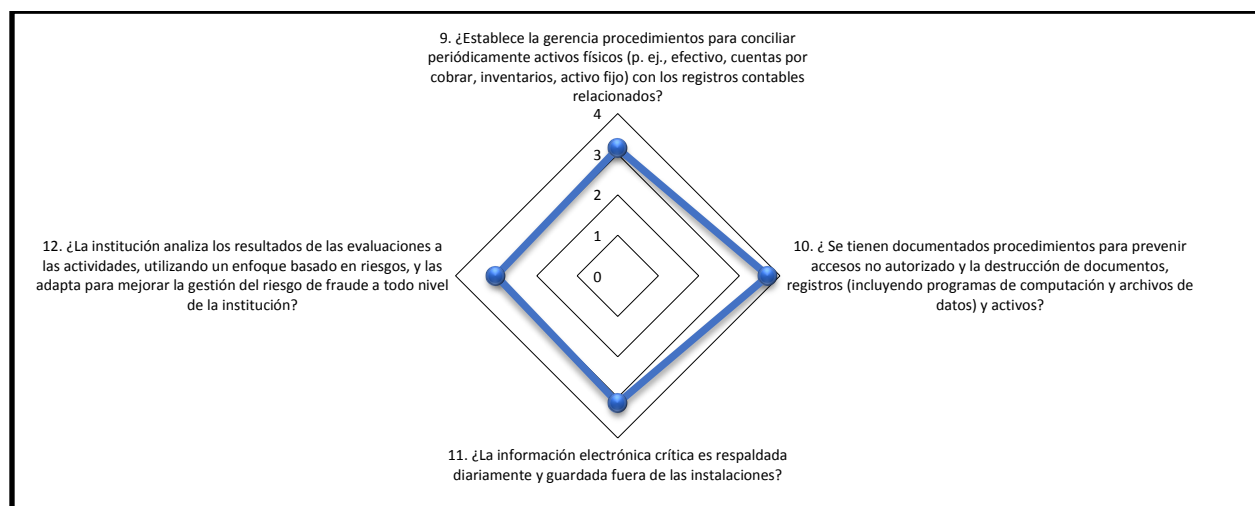 9. ¿Establece la gerencia procedimientos para conciliar
periódicamente activos físicos (p. ej., efectivo, cuentas por
cobrar, inventarios, activo fijo) con los registros contables
relacionados?
4
3
2
1
0
10. ¿ Se tienen documentados procedimientos para prevenir
accesos no autorizado y la destrucción de documentos,
registros (incluyendo programas de computación y archivos de
datos) y activos?
12. ¿La institución analiza los resultados de las evaluaciones a
las actividades, utilizando un enfoque basado en riesgos, y las
adapta para mejorar la gestión del riesgo de fraude a todo nivel
de la institución?
11. ¿La información electrónica crítica es respaldada
diariamente y guardada fuera de las instalaciones?